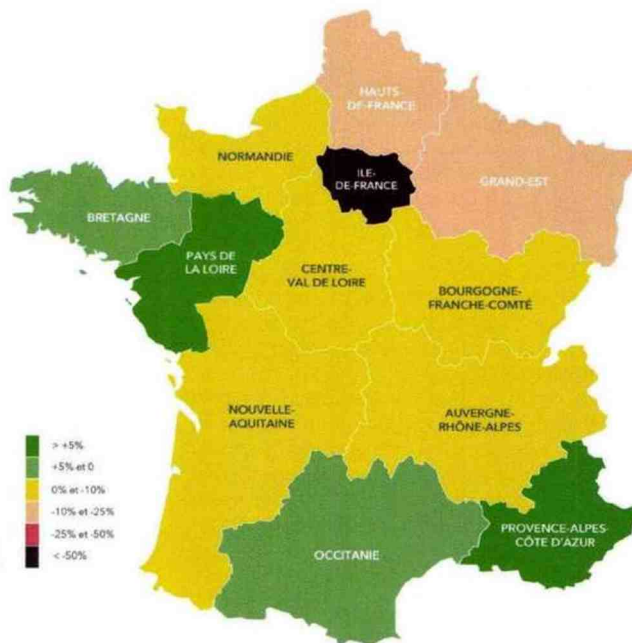 HAUTS-
DE-FRANCE
NORMANDIE
ILE-
DE-FRANCE
GRAND-EST
BRETAGNE
PAYS DE
LA LOIRE
CENTRE-
VAL DE LOIRE
BOURGOGNE-
FRANCHE-COMTÉ
NOUVELLE-
AQUITAINE
AUVERGNE-
RHÔNE-ALPES
OCCITANIE
PROVENCE-ALPES-
CÔTE D'AZUR
> +5%
+5% et 0
0% et -10%
-10% et -25%
-25% et -50%
< -50%